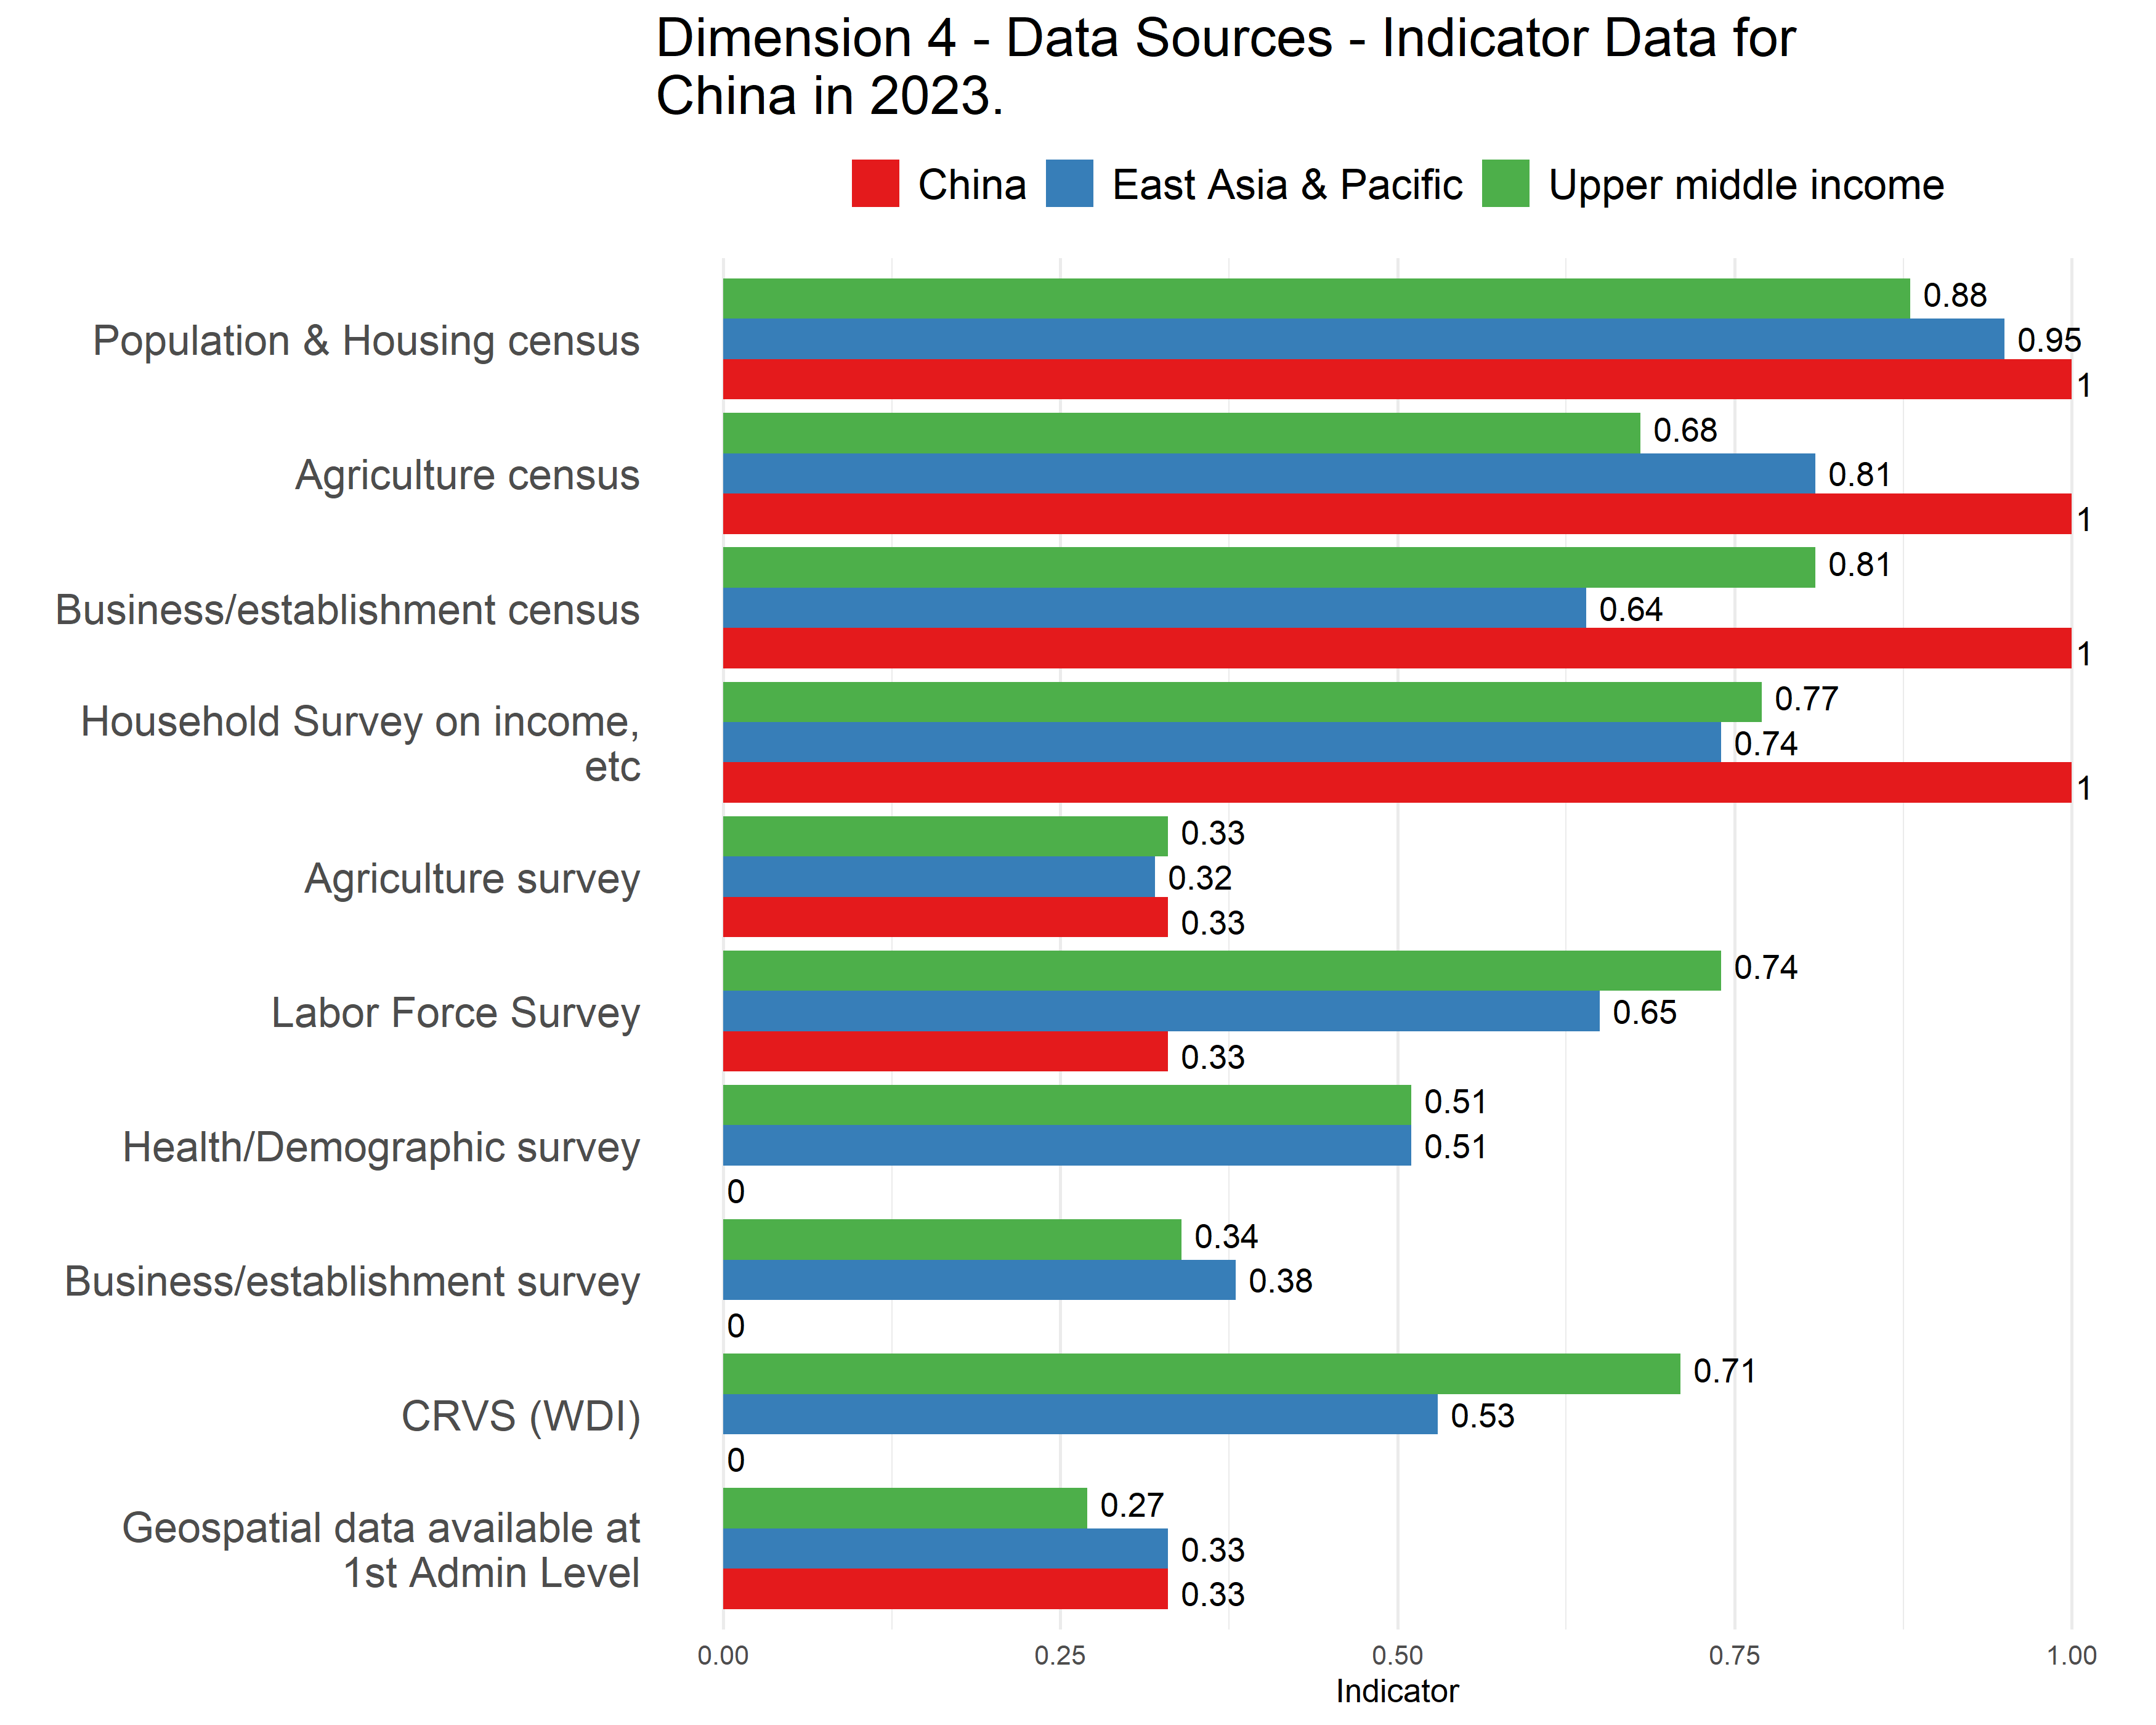 Dimension 4 - Data Sources - Indicator Data for
China in 2023.
China
East Asia & Pacific
Upper middle income
Population & Housing census
0.88
0.95
1
Agriculture census
0.68
0.81
1
Business/establishment census
0.81
0.64
1
Household Survey on income,
etc
0.77
0.74
1
Agriculture survey
0.33
0.32
0.33
Labor Force Survey
0.74
0.65
0.33
Health/Demographic survey
0.51
0.51
0
Business/establishment survey
0.34
0.38
0
CRVS (WDI)
0.71
0.53
0
Geospatial data available at
1st Admin Level
0.27
0.33
0.33
0.00
0.25
0.50
0.75
1.00
Indicator